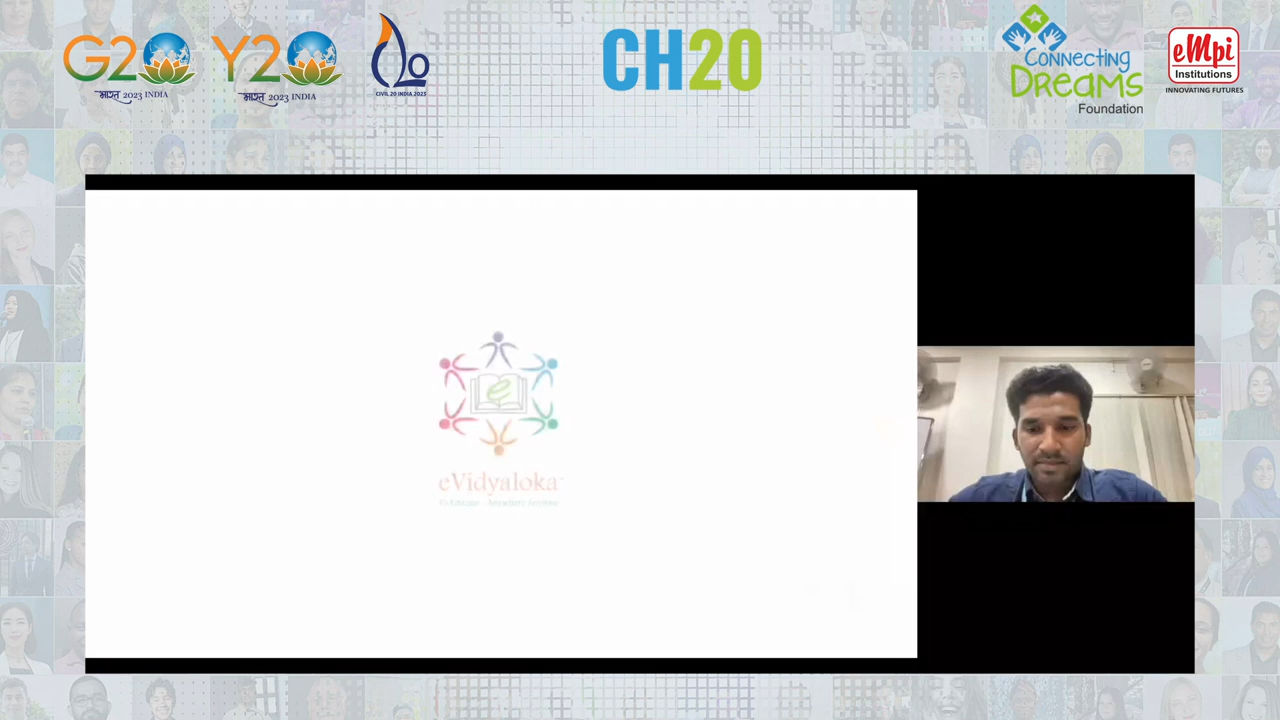 G20
भारत 2023 INDIA
Y20
भारत 2023 INDIA
20
CIVIL 20 INDIA 2023
CH20
CONNECTING
DREAMS
Foundation
eMpi
Institutions
INNOVATING FUTURES
e
eVidyaloka